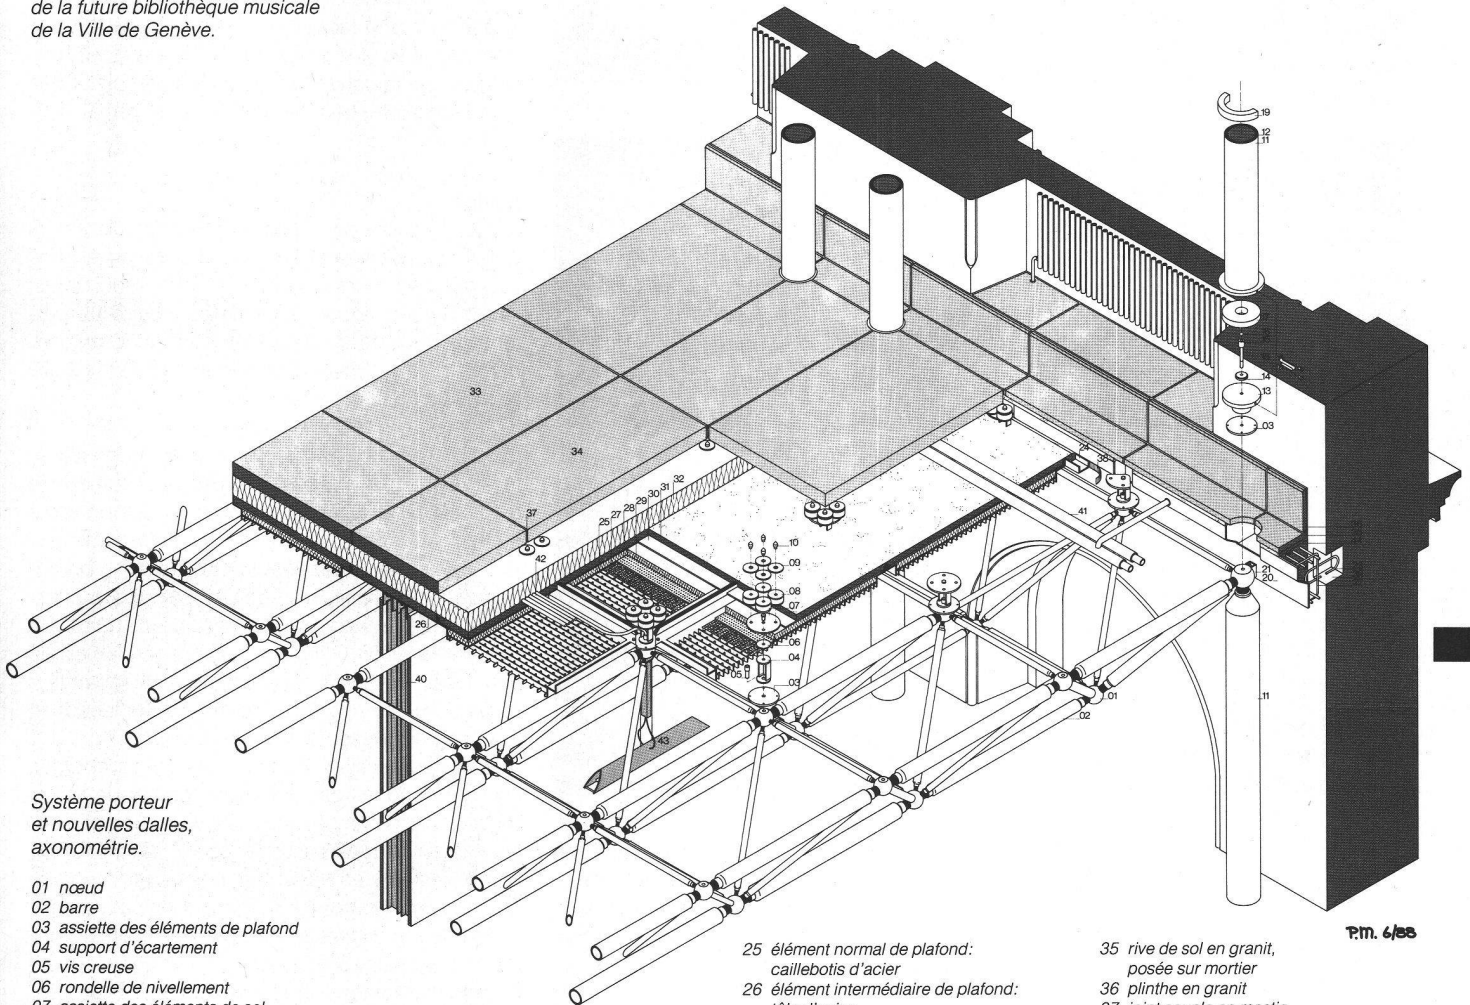 de la future bibliothèque musicale
de la Ville de Genève.
19
12
11
14
13
03
33
34
37
42
25 27 28 29 30 31 32
24
38
41
10
09
08
07
06
04
05
03
26
40
43
21
20
01
02
11
Système porteur
et nouvelles dalles,
axonométrie.
01 nœud
02 barre
03 assiette des éléments de plafond
04 support d'écartement
05 vis creuse
06 rondelle de nivellement
25 élément normal de plafond:
caillebotis d'acier
26 élément intermédiaire de plafond:
P.M. 6/88
35 rive de sol en granit,
posée sur mortier
36 plinthe en granit